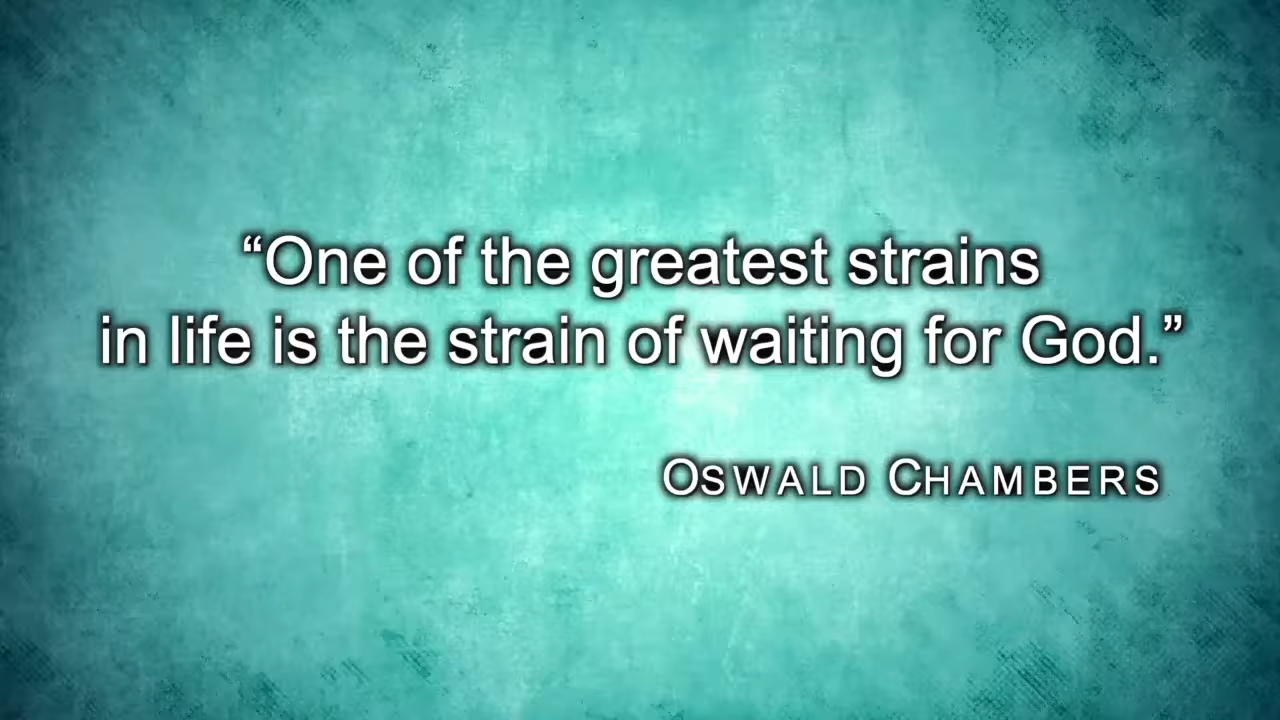 “One of the greatest strains
in life is the strain of waiting for God.”
OSWALD CHAMBERS